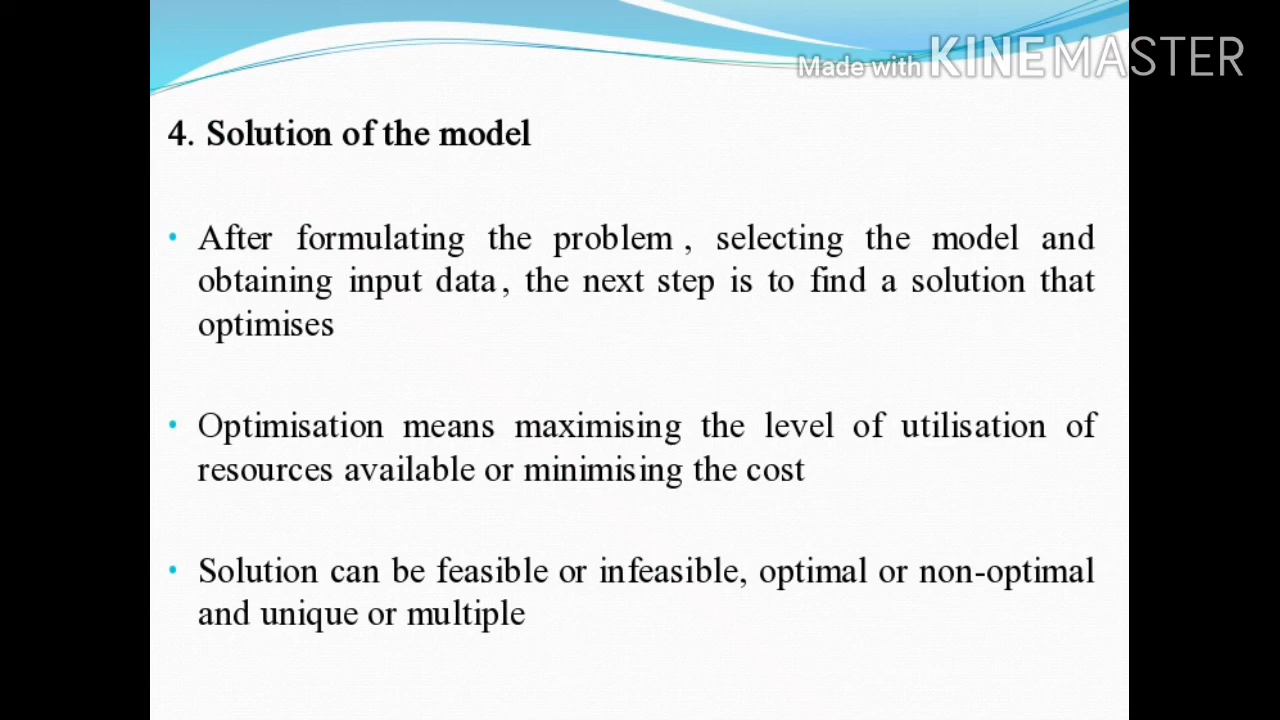 Made with KINEMASTER
4. Solution of the model
• After formulating the problem , selecting the model and
obtaining input data, the next step is to find a solution that
optimises
• Optimisation means maximising the level of utilisation of
resources available or minimising the cost
• Solution can be feasible or infeasible, optimal or non-optimal
and unique or multiple